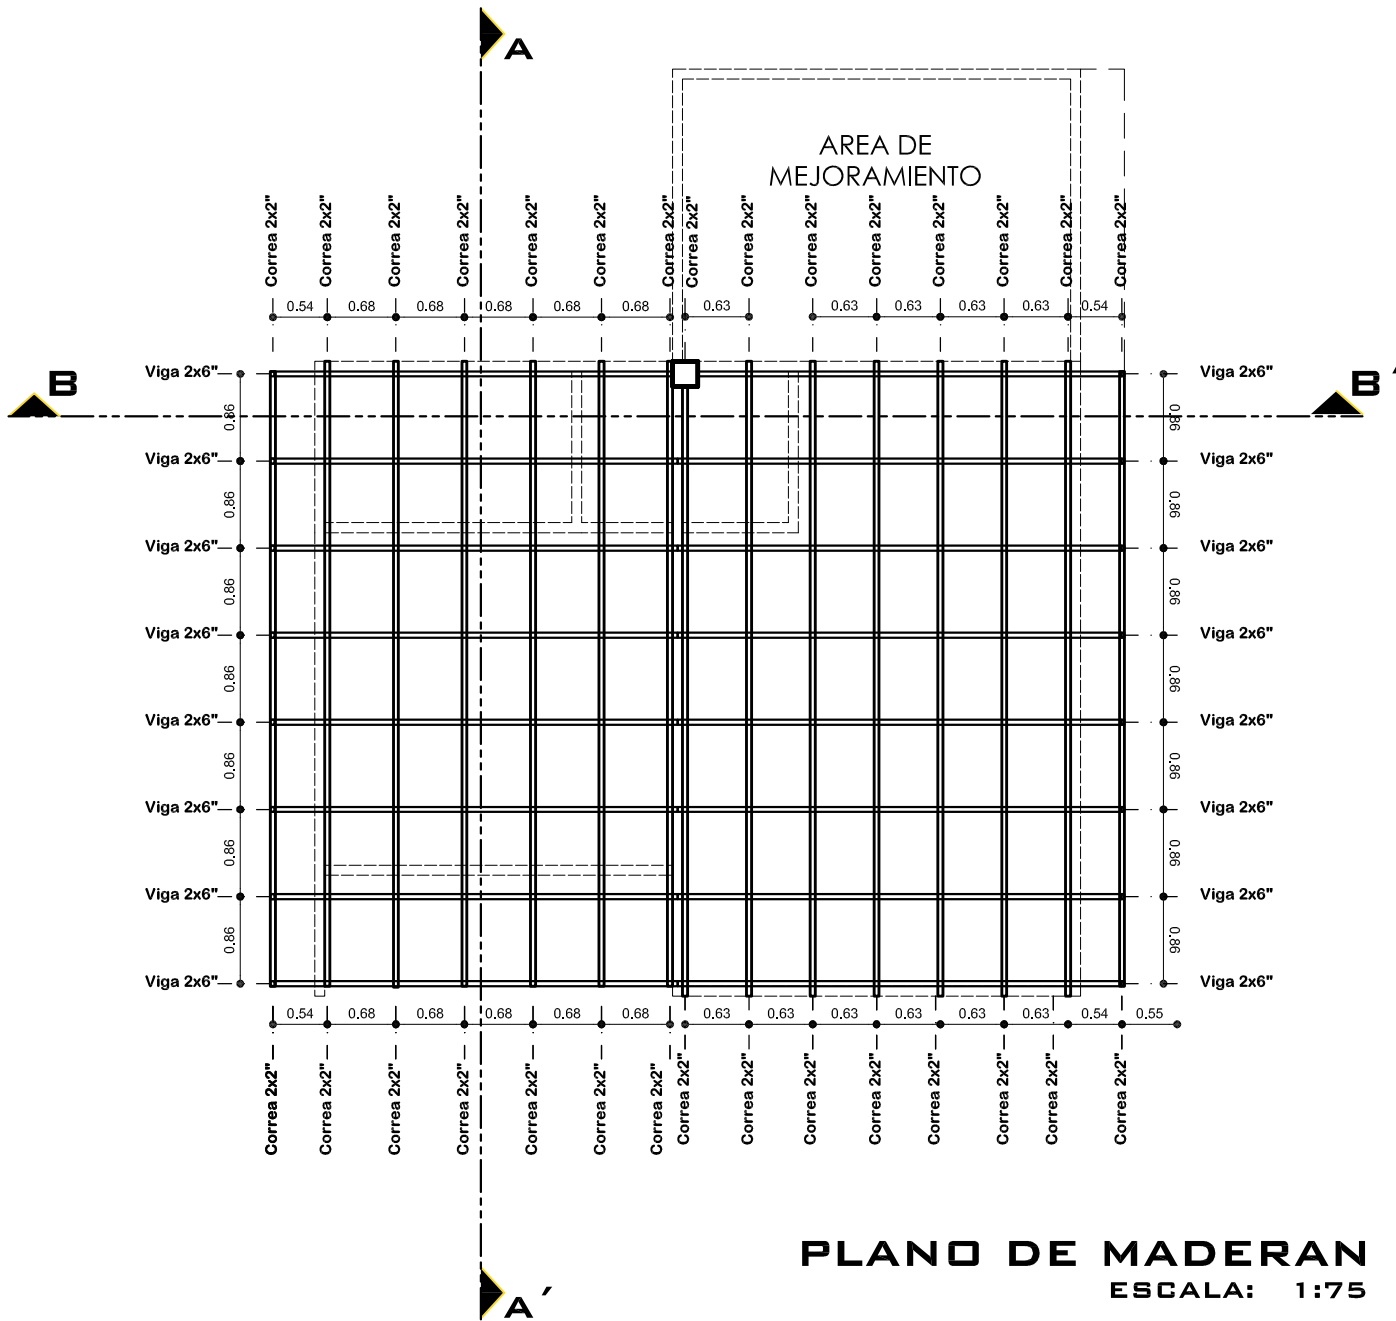 A
AREA DE
MEJORAMIENTO
Correa 2x2" Correa 2x2" Correa 2x2" Correa 2x2" Correa 2x2" Correa 2x2" Correa 2x2" Correa 2x2" Correa 2x2" Correa 2x2" Correa 2x2" Correa 2x2" Correa 2x2" Correa 2x2" Correa 2x2"
0.54 0.68 0.68 0.68 0.68 0.68 0.63 0.63 0.63 0.63 0.63 0.54
Viga 2x6" Viga 2x6"
B B´
0.86 0.86
Viga 2x6" Viga 2x6"
0.86 0.86
Viga 2x6" Viga 2x6"
0.86 0.86
Viga 2x6" Viga 2x6"
0.86 0.86
Viga 2x6" Viga 2x6"
0.86 0.86
Viga 2x6" Viga 2x6"
0.86 0.86
Viga 2x6" Viga 2x6"
0.86 0.86
Viga 2x6" Viga 2x6"
0.54 0.68 0.68 0.68 0.68 0.68 0.63 0.63 0.63 0.63 0.63 0.63 0.54 0.55
Correa 2x2" Correa 2x2" Correa 2x2" Correa 2x2" Correa 2x2" Correa 2x2" Correa 2x2" Correa 2x2" Correa 2x2" Correa 2x2" Correa 2x2" Correa 2x2" Correa 2x2" Correa 2x2" Correa 2x2"
PLANO DE MADERAN
ESCALA: 1:75
A´